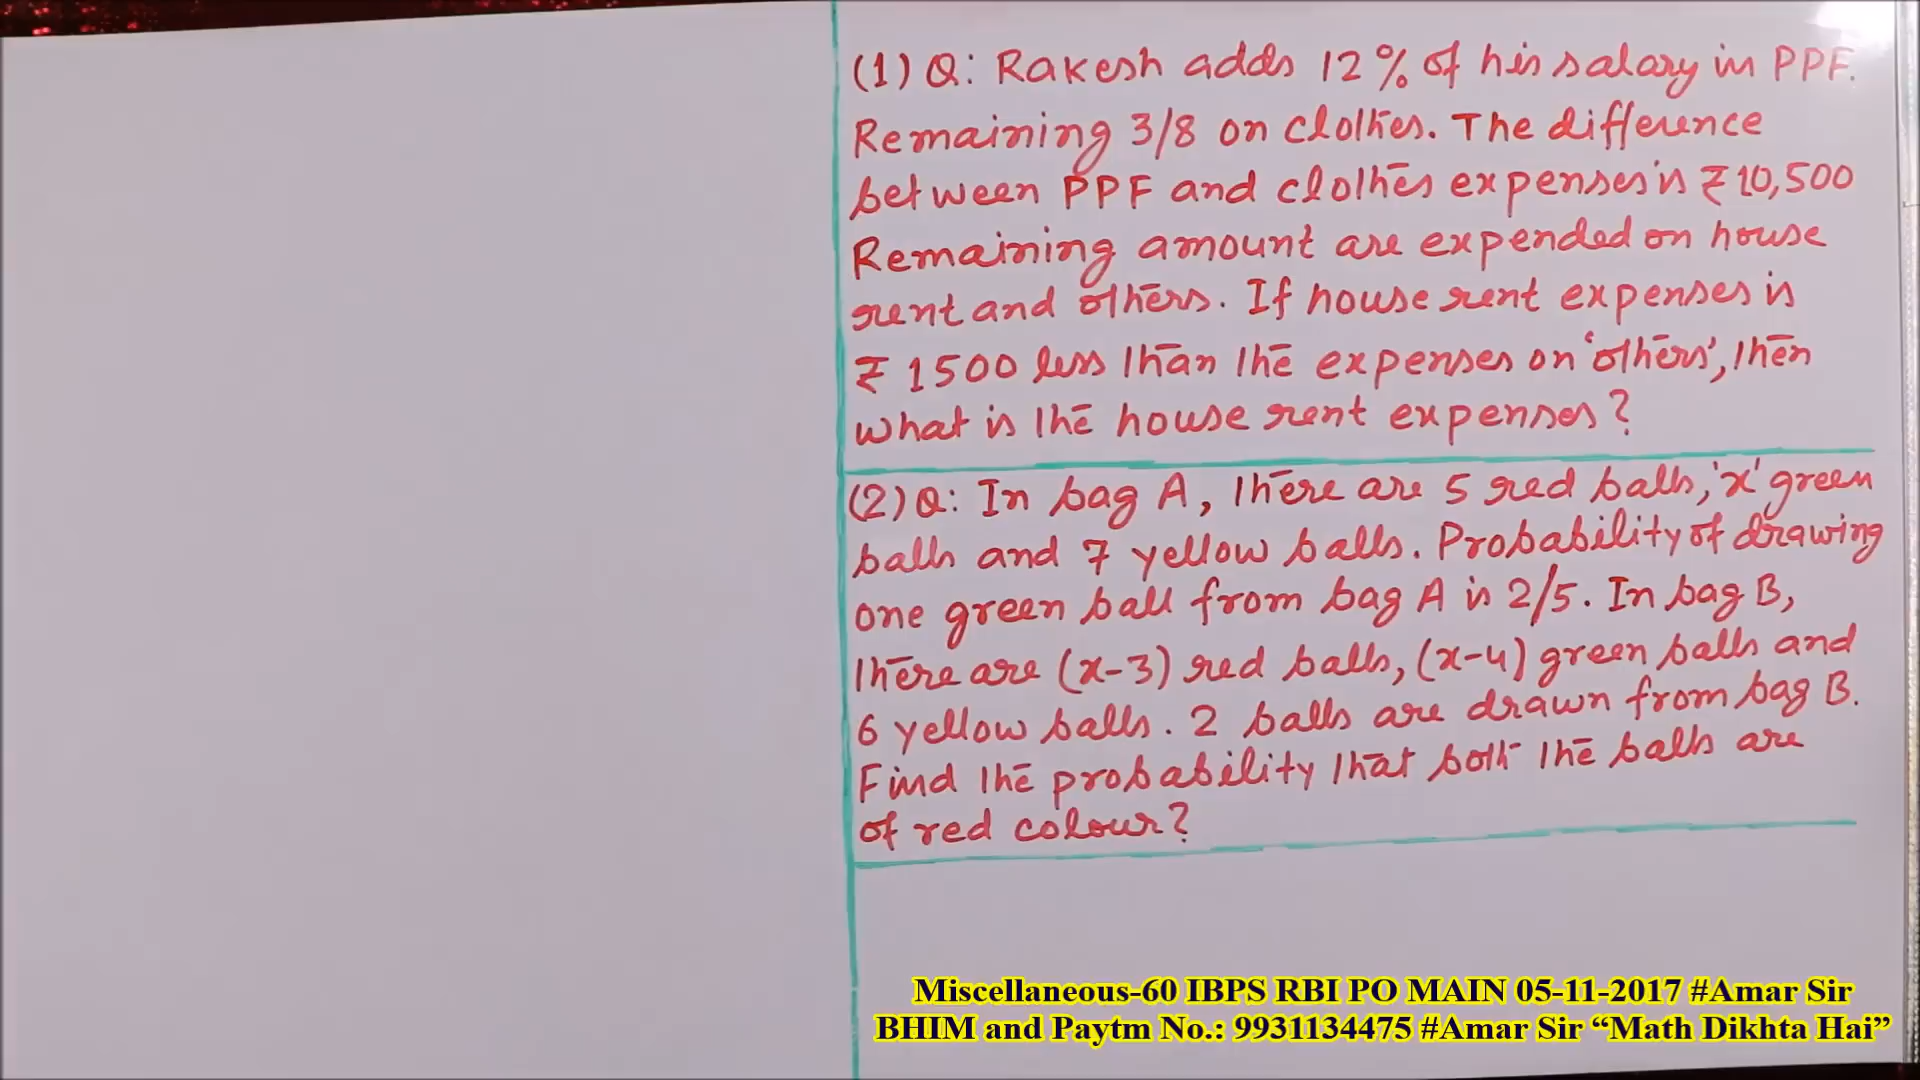 (1) Q: Rakesh adds 12% of his salary in PPF.
Remaining 3/8 on clothes. The difference
between PPF and clothes expenses is ₹10,500
Remaining amount are expended on house
rent and others. If house rent expenses is
₹ 1500 less than the expenses on 'others', then
what is the house rent expenses?
(2) Q: In bag A, there are 5 red balls, 'x' green
balls and 7 yellow balls. Probability of drawing
one green ball from bag A is 2/5. In bag B,
there are (x-3) red balls, (x-4) green balls and
6 yellow balls. 2 balls are drawn from bag B.
Find the probability that both the balls are
of red colour?
Miscellaneous-60 IBPS RBI PO MAIN 05-11-2017 #Amar Sir
BHIM and Paytm No.: 9931134475 #Amar Sir “Math Dikhta Hai”